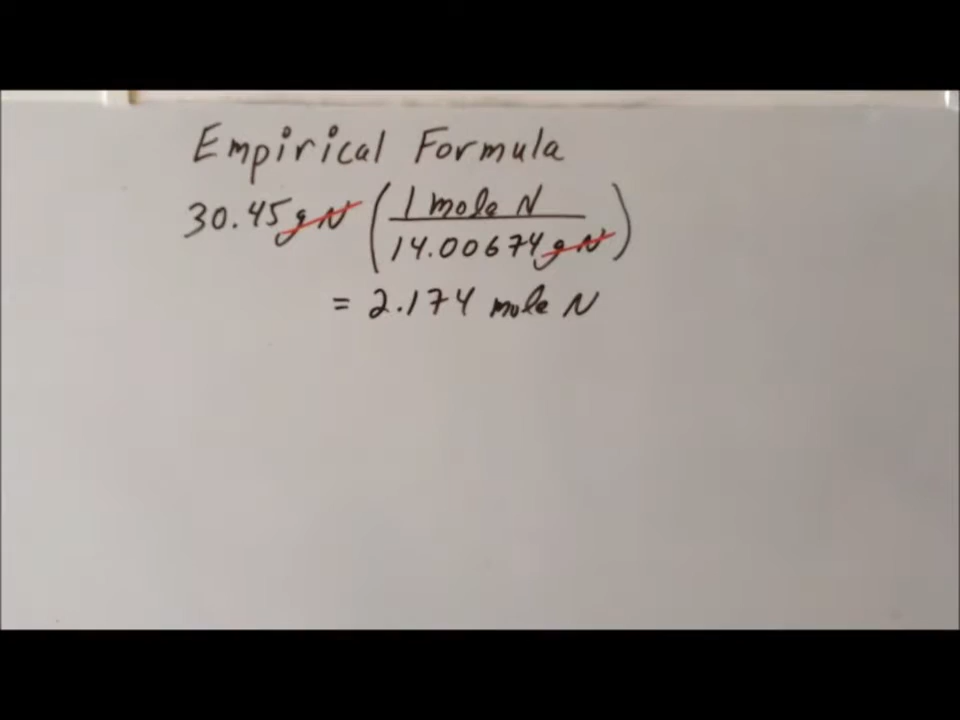 Empirical Formula
30.45 g N (1 mole N / 14.00674 g N)
= 2.174 mole N